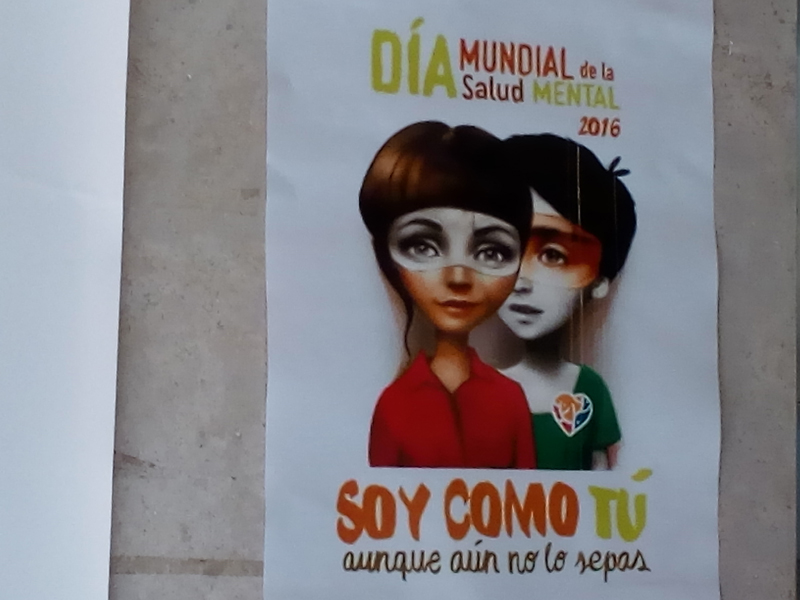 DÍA MUNDIAL de la
Salud MENTAL
2016
SOY COMO TÚ
aunque aún no lo sepas